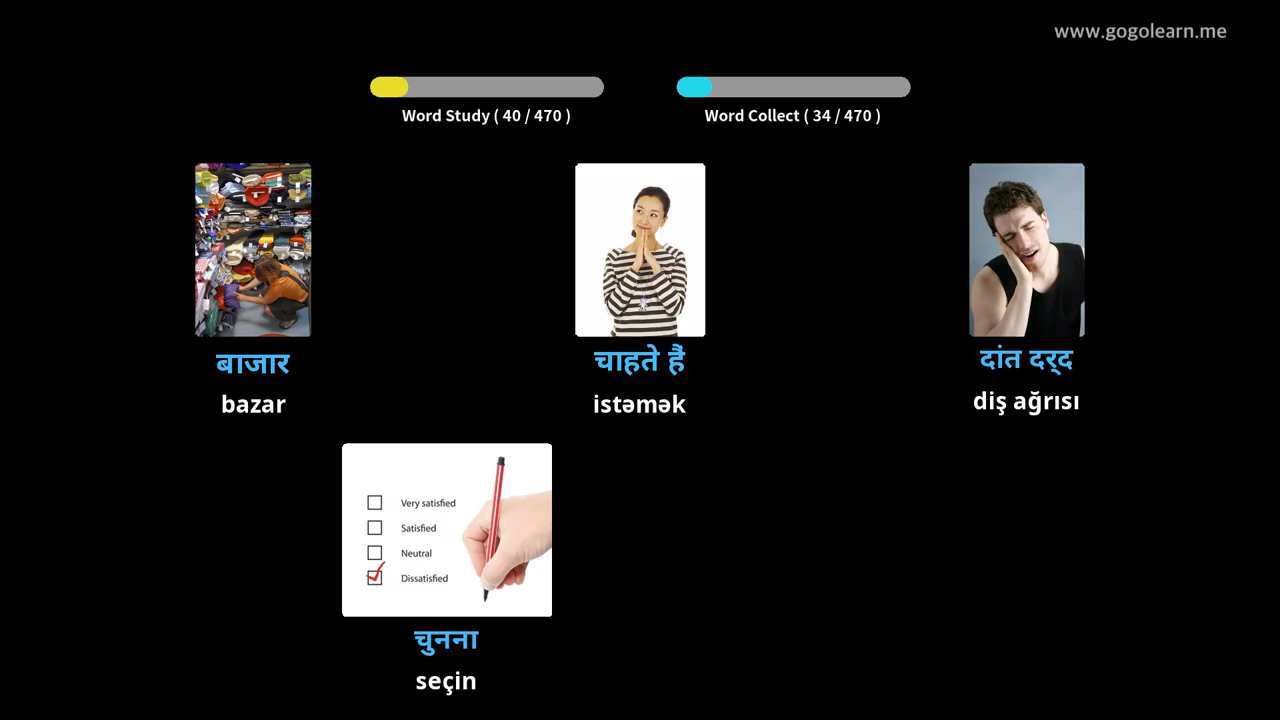 www.gogolearn.me
Word Study ( 40 / 470 )
Word Collect ( 34 / 470 )
बाजार
bazar
चाहते हैं
istəmək
दांत दर्द
diş ağrısı
Very satisfied
Satisfied
Neutral
Dissatisfied
चुनना
seçin